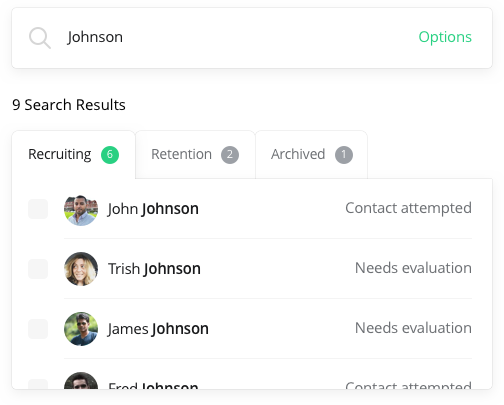 Johnson Options
9 Search Results
Recruiting 6 Retention 2 Archived 1
John Johnson Contact attempted
Trish Johnson Needs evaluation
James Johnson Needs evaluation
Fred Johnson Contact attempted